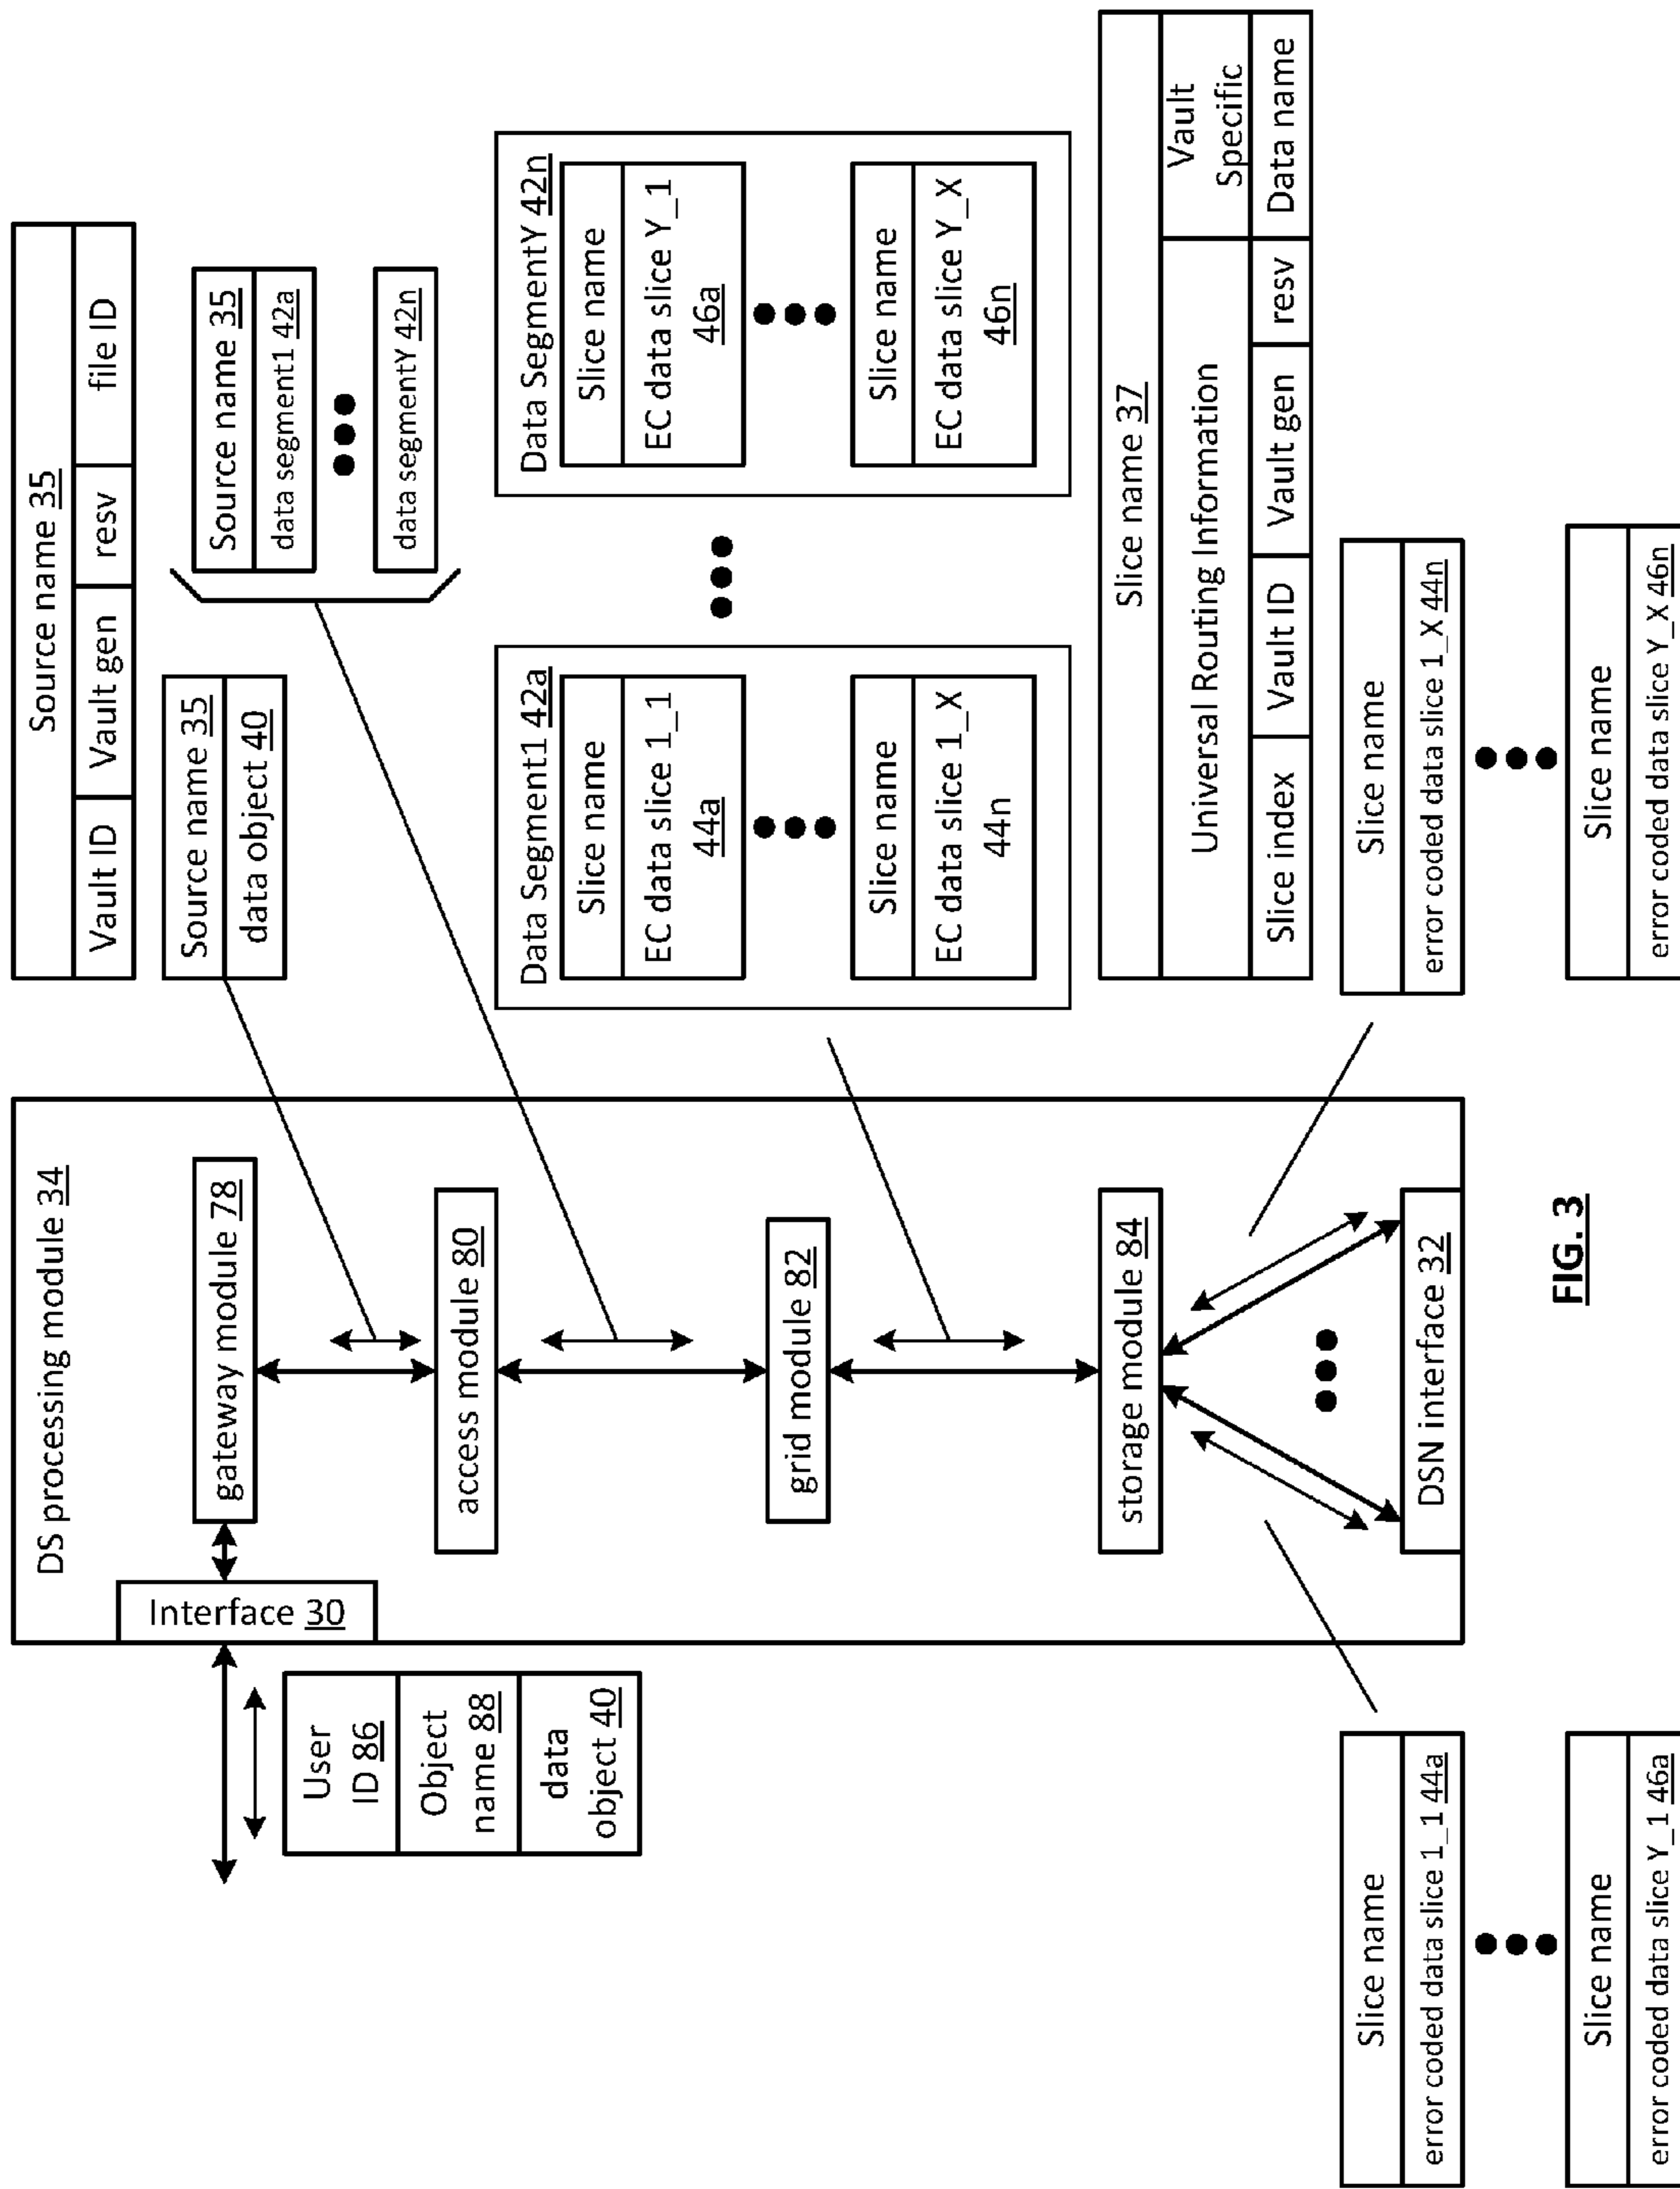 DS processing module 34
Interface 30
gateway module 78
access module 80
grid module 82
storage module 84
DSN interface 32
User
ID 86
Object
name 88
data
object 40
Source name 35
Vault ID
Vault gen
resv
file ID
Source name 35
data object 40
Source name 35
data segment1 42a
data segmentY 42n
Data Segment1 42a
Slice name
EC data slice 1_1
44a
Slice name
EC data slice 1_X
44n
Data SegmentY 42n
Slice name
EC data slice Y_1
46a
Slice name
EC data slice Y_X
46n
Slice name 37
Universal Routing Information
Vault
Specific
Slice index
Vault ID
Vault gen
resv
Data name
Slice name
error coded data slice 1_1 44a
Slice name
error coded data slice Y_1 46a
Slice name
error coded data slice 1_X 44n
Slice name
error coded data slice Y_X 46n
FIG. 3